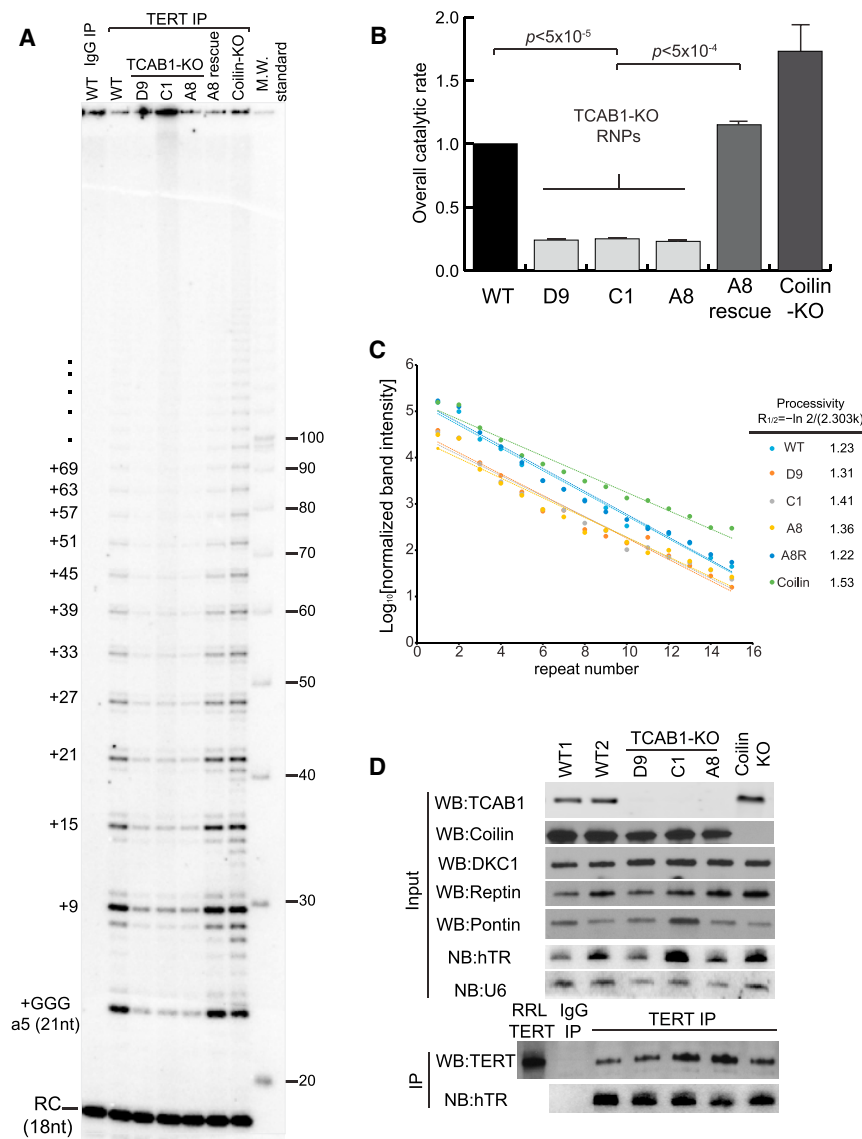 A
TERT IP
TCAB1-KO
WT IgG IP
WT
D9
C1
A8
A8 rescue
Coilin-KO
M.W.
standard
+69
+63
+57
+51
+45
+39
+33
+27
+21
+15
+9
+GGG
a5 (21nt)
RC
(18nt)
100
90
80
70
60
50
40
30
20
B
Overall catalytic rate
2.0
1.5
1.0
0.5
0.0
p<5x10⁻⁵
p<5x10⁻⁴
TCAB1-KO
RNPs
WT
D9
C1
A8
A8
rescue
Coilin
-KO
C
Log₁₀[normalized band intensity]
6
5
4
3
2
1
0
0 2 4 6 8 10 12 14 16
repeat number
Processivity
R1/2=−ln 2/(2.303k)
WT 1.23
D9 1.31
C1 1.41
A8 1.36
A8R 1.22
Coilin 1.53
D
TCAB1-KO
WT1
WT2
D9
C1
A8
Coilin
KO
Input
WB:TCAB1
WB:Coilin
WB:DKC1
WB:Reptin
WB:Pontin
NB:hTR
NB:U6
RRL
TERT
IgG
IP
TERT IP
IP
WB:TERT
NB:hTR